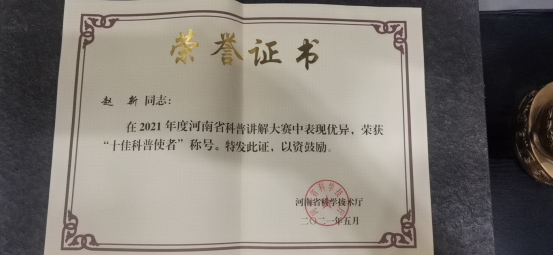 荣誉证书
赵 新 同志：
在2021年度河南省科普讲解大赛中表现优异，荣获
“十佳科普使者”称号。特发此证，以资鼓励。
河南省科学技术厅
二〇二一年五月